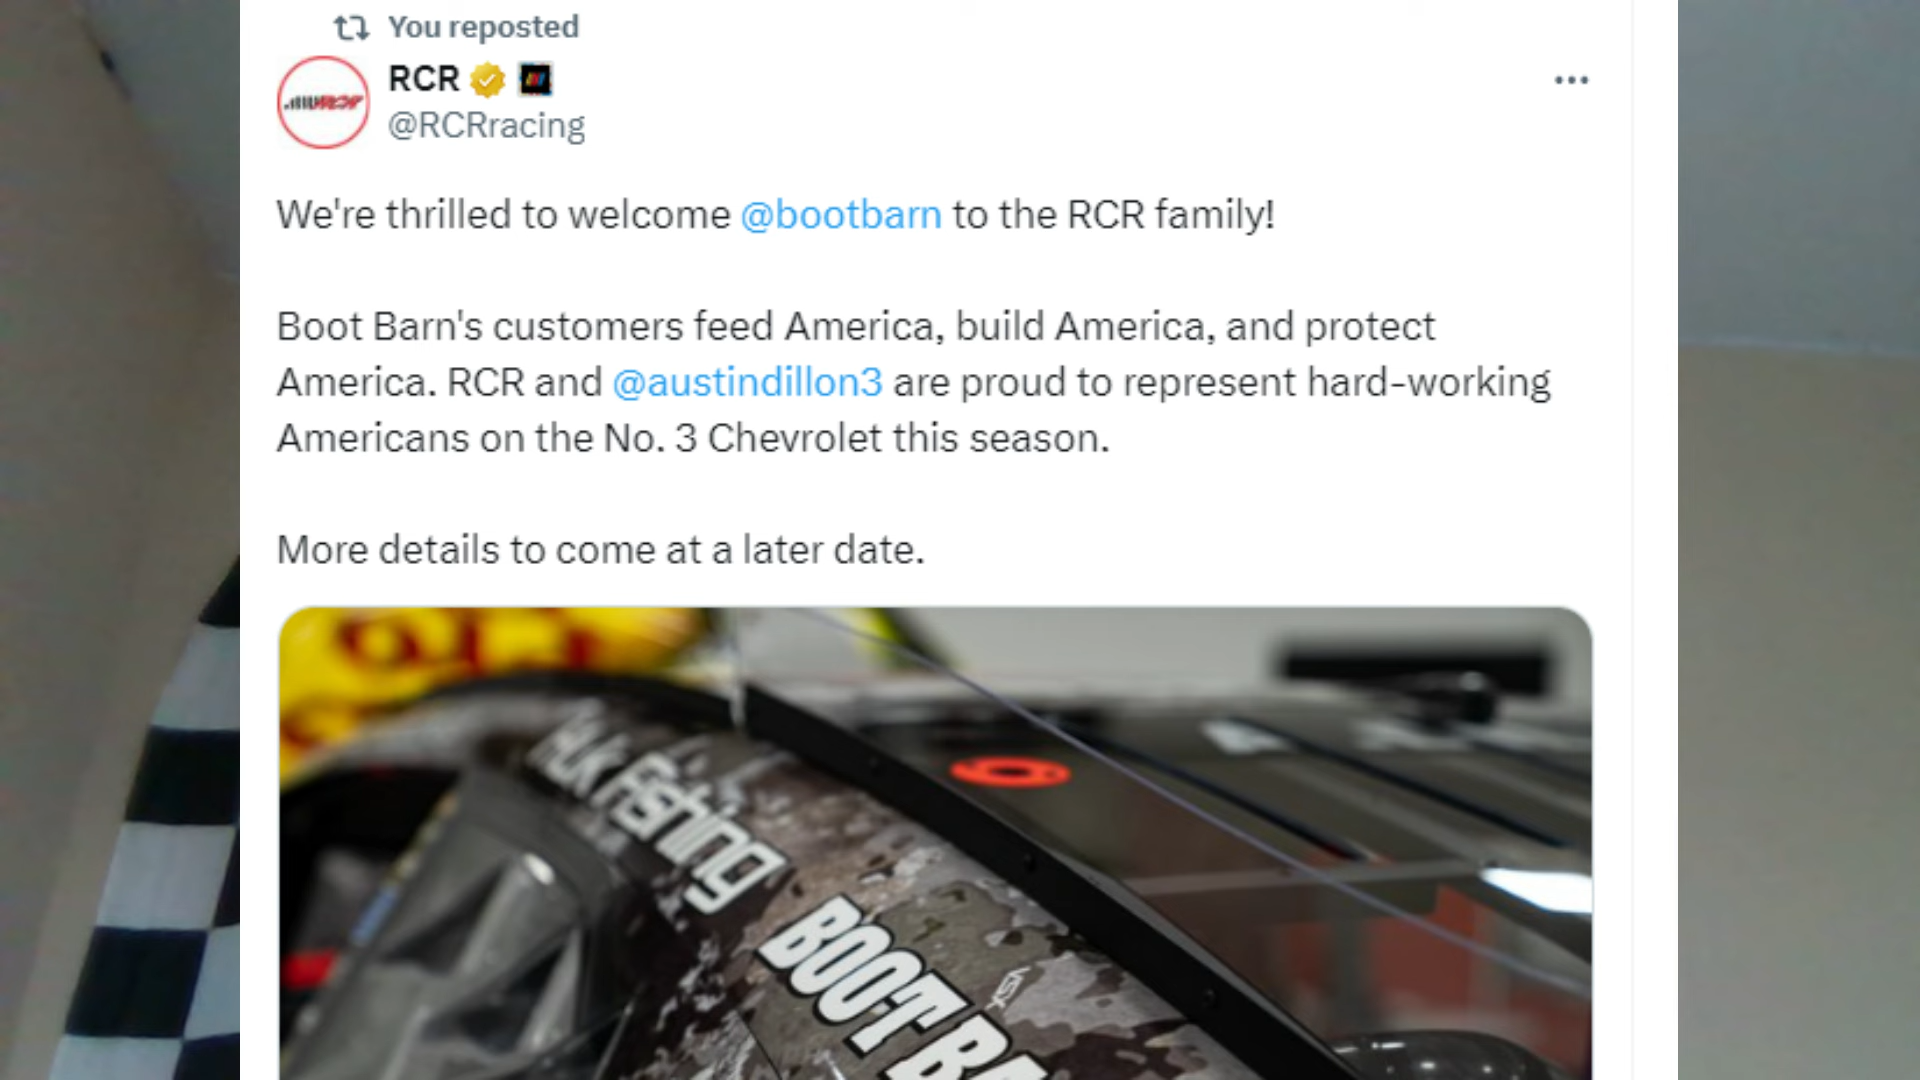 You reposted
RCR
@RCRracing
We're thrilled to welcome @bootbarn to the RCR family!
Boot Barn's customers feed America, build America, and protect
America. RCR and @austindillon3 are proud to represent hard-working
Americans on the No. 3 Chevrolet this season.
More details to come at a later date.
Huk Fishing
BOOT BA
VSX